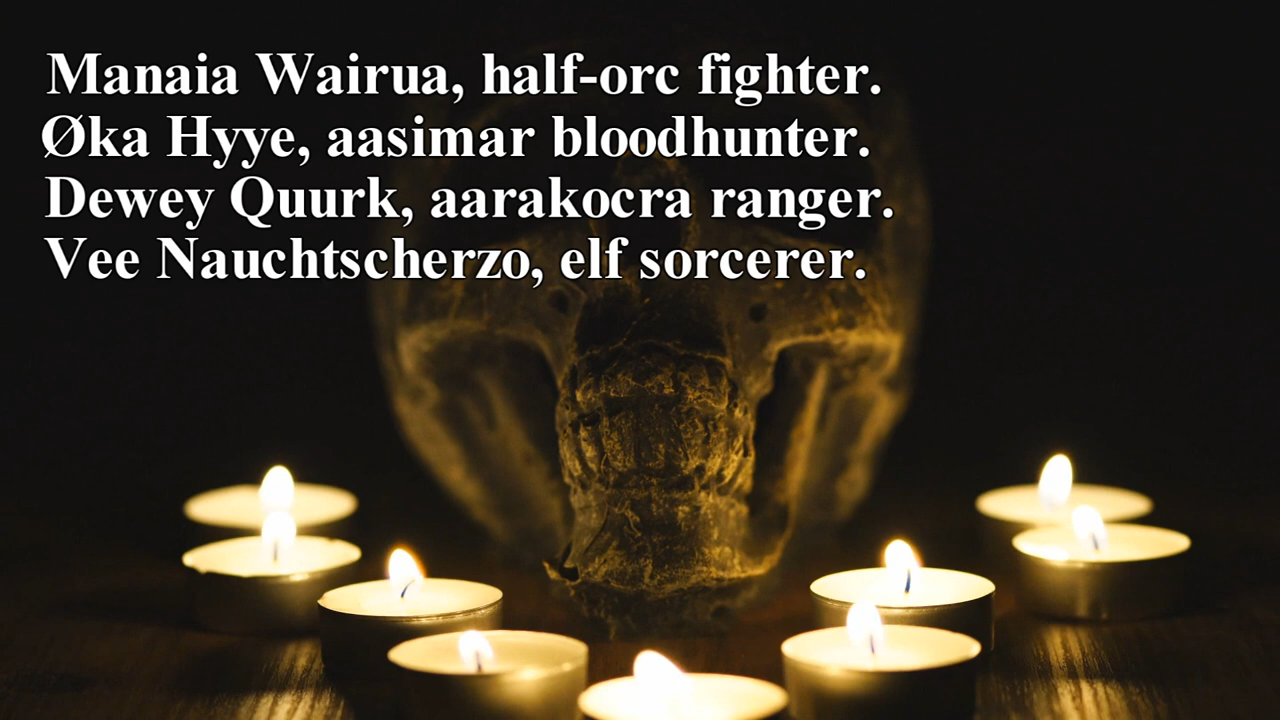 Manaia Wairua, half-orc fighter.
Øka Hyye, aasimar bloodhunter.
Dewey Quurk, aarakocra ranger.
Vee Nauchtscherzo, elf sorcerer.